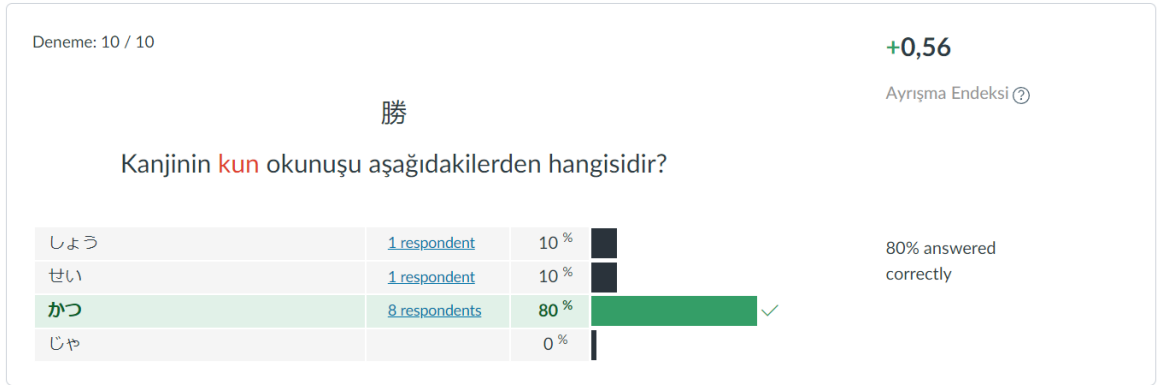 Deneme: 10 / 10
+0,56
Ayrışma Endeksi ?
勝
Kanjinin kun okunuşu aşağıdakilerden hangisidir?
しょう 1 respondent 10 %
せい 1 respondent 10 %
かつ 8 respondents 80 %
じゃ 0 %
80% answered
correctly